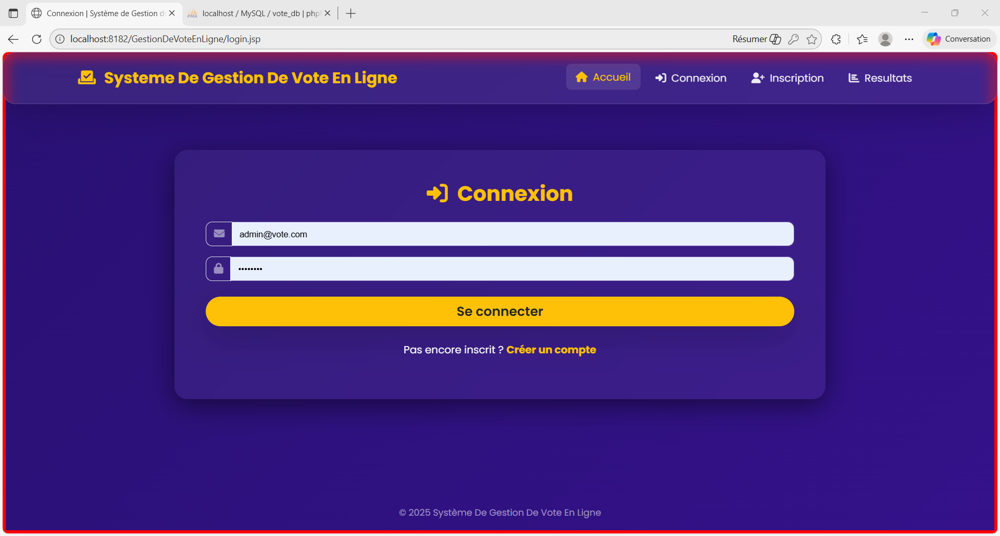 Connexion | Système de Gestion d
localhost / MySQL / vote_db | php
localhost:8182/GestionDeVoteEnLigne/login.jsp
Résumer
Conversation
Systeme De Gestion De Vote En Ligne
Accueil
Connexion
Inscription
Resultats
Connexion
admin@vote.com
••••••••
Se connecter
Pas encore inscrit ? Créer un compte
© 2025 Système De Gestion De Vote En Ligne